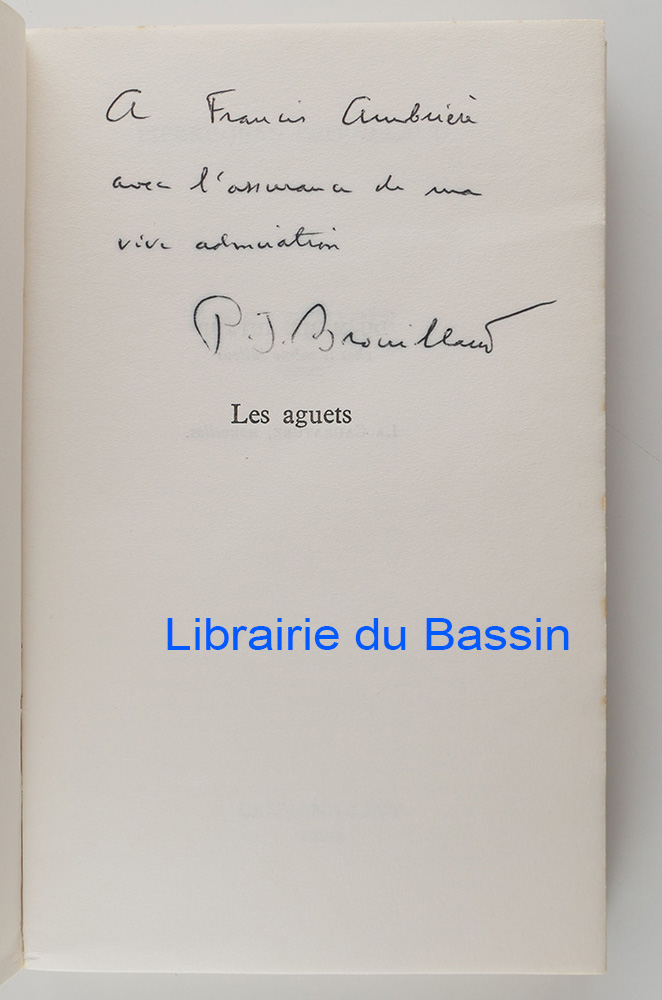 A Francis Ambrière
avec l'assurance de ma
vive admiration
P. J. Brouillaud
Les aguets
Librairie du Bassin